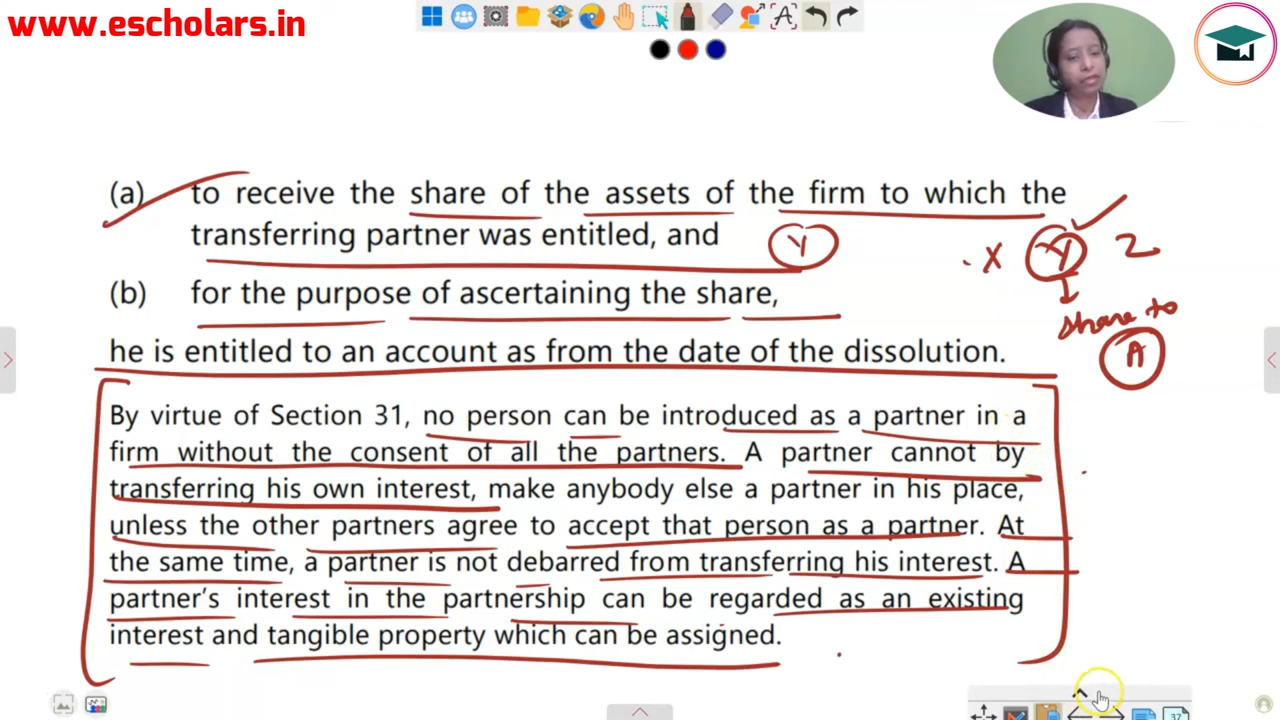 www.escholars.in
(a) to receive the share of the assets of the firm to which the
transferring partner was entitled, and
Y
X Y Z
share to
A
(b) for the purpose of ascertaining the share,
he is entitled to an account as from the date of the dissolution.
By virtue of Section 31, no person can be introduced as a partner in a
firm without the consent of all the partners. A partner cannot by
transferring his own interest, make anybody else a partner in his place,
unless the other partners agree to accept that person as a partner. At
the same time, a partner is not debarred from transferring his interest. A
partner’s interest in the partnership can be regarded as an existing
interest and tangible property which can be assigned.
37